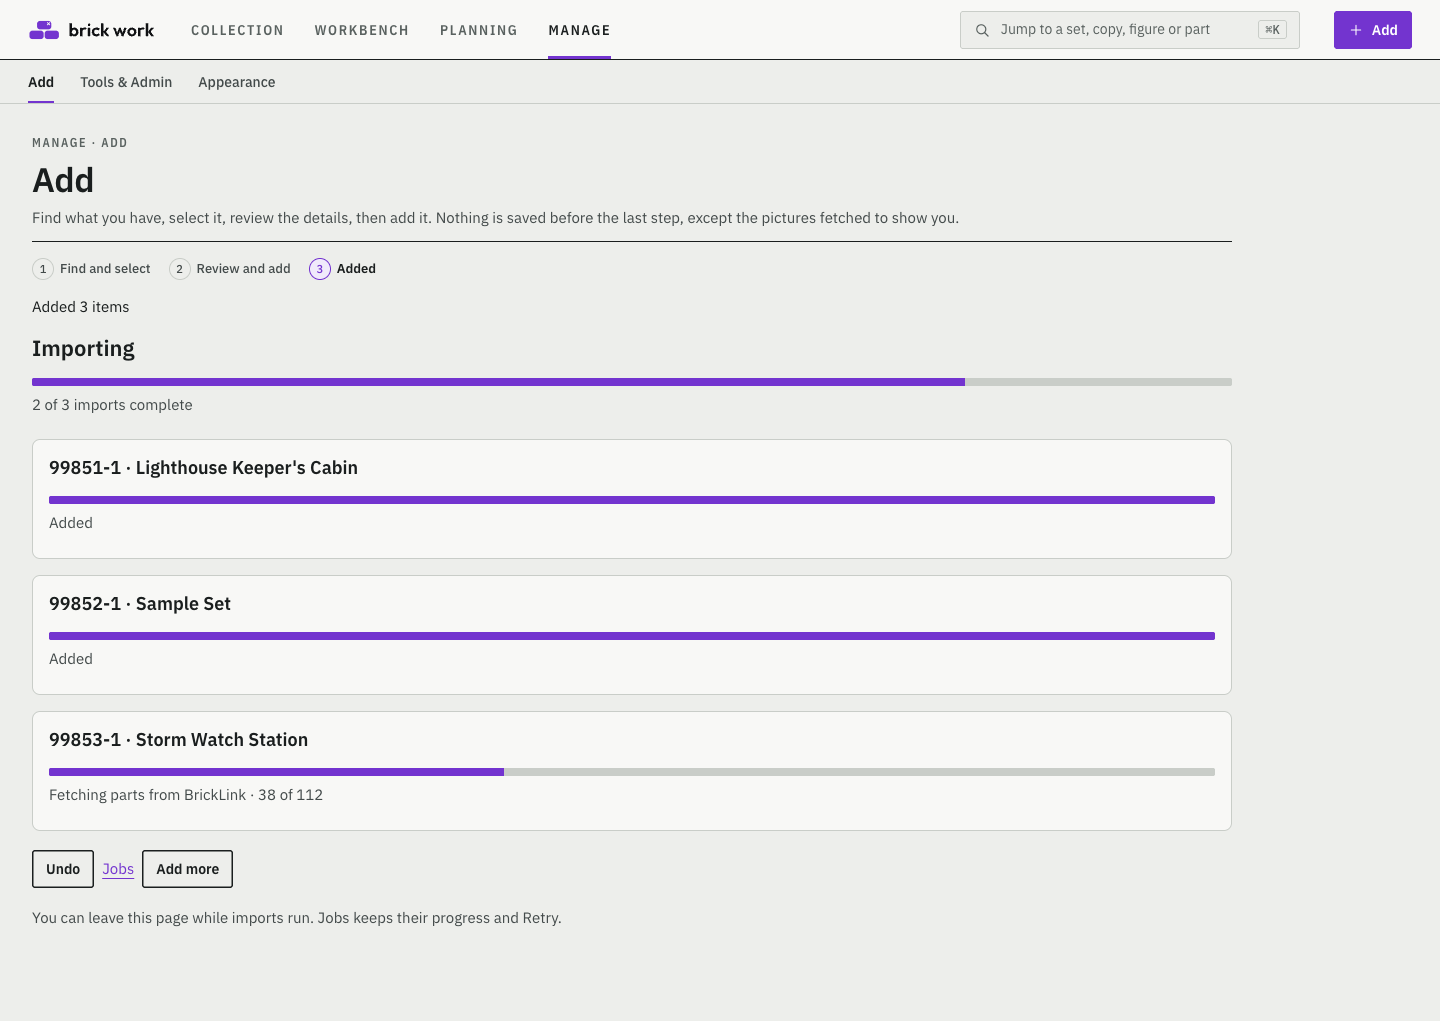 brick work
COLLECTION
WORKBENCH
PLANNING
MANAGE
Jump to a set, copy, figure or part
⌘K
+ Add
Add
Tools & Admin
Appearance
MANAGE · ADD
Add
Find what you have, select it, review the details, then add it. Nothing is saved before the last step, except the pictures fetched to show you.
1 Find and select
2 Review and add
3 Added
Added 3 items
Importing
2 of 3 imports complete
99851-1 · Lighthouse Keeper's Cabin
Added
99852-1 · Sample Set
Added
99853-1 · Storm Watch Station
Fetching parts from BrickLink · 38 of 112
Undo
Jobs
Add more
You can leave this page while imports run. Jobs keeps their progress and Retry.